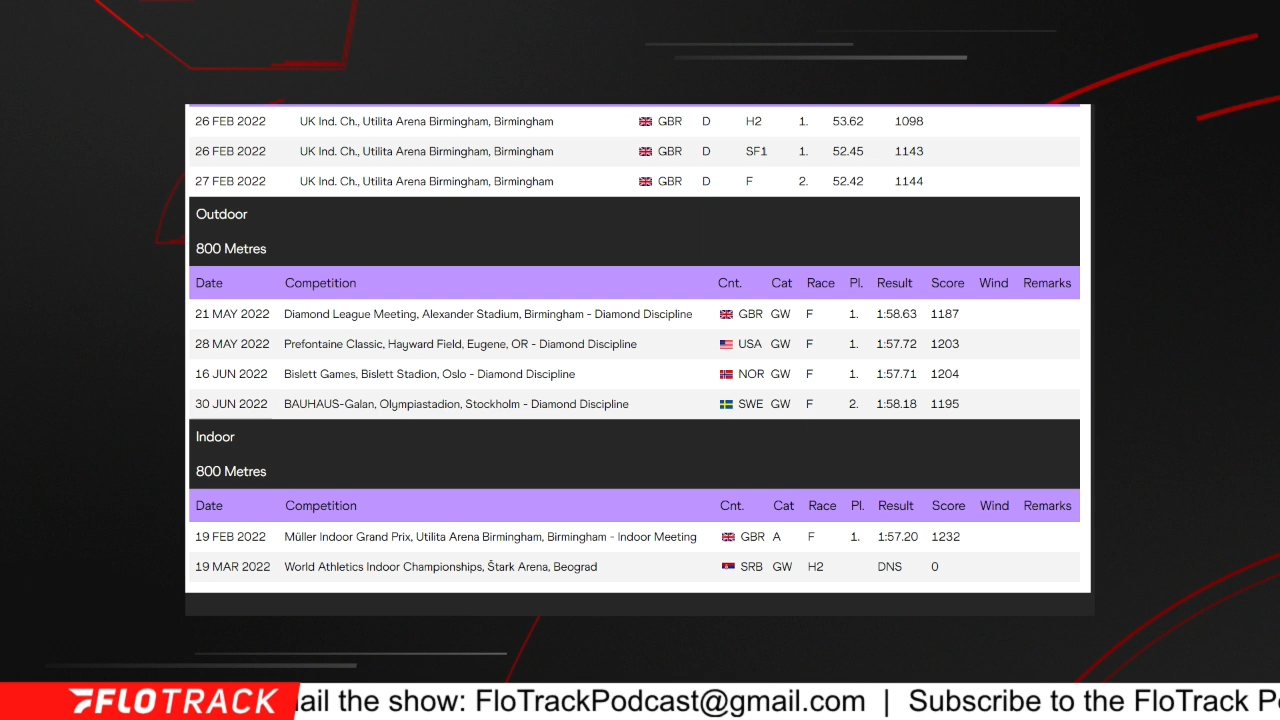 26 FEB 2022 UK Ind. Ch., Utilita Arena Birmingham, Birmingham GBR D H2 1. 53.62 1098
26 FEB 2022 UK Ind. Ch., Utilita Arena Birmingham, Birmingham GBR D SF1 1. 52.45 1143
27 FEB 2022 UK Ind. Ch., Utilita Arena Birmingham, Birmingham GBR D F 2. 52.42 1144
Outdoor
800 Metres
Date Competition Cnt. Cat Race Pl. Result Score Wind Remarks
21 MAY 2022 Diamond League Meeting, Alexander Stadium, Birmingham - Diamond Discipline GBR GW F 1. 1:58.63 1187
28 MAY 2022 Prefontaine Classic, Hayward Field, Eugene, OR - Diamond Discipline USA GW F 1. 1:57.72 1203
16 JUN 2022 Bislett Games, Bislett Stadion, Oslo - Diamond Discipline NOR GW F 1. 1:57.71 1204
30 JUN 2022 BAUHAUS-Galan, Olympiastadion, Stockholm - Diamond Discipline SWE GW F 2. 1:58.18 1195
Indoor
800 Metres
Date Competition Cnt. Cat Race Pl. Result Score Wind Remarks
19 FEB 2022 Müller Indoor Grand Prix, Utilita Arena Birmingham, Birmingham - Indoor Meeting GBR A F 1. 1:57.20 1232
19 MAR 2022 World Athletics Indoor Championships, Štark Arena, Beograd SRB GW H2 DNS 0
FLOTRACK ail the show: FloTrackPodcast@gmail.com | Subscribe to the FloTrack P